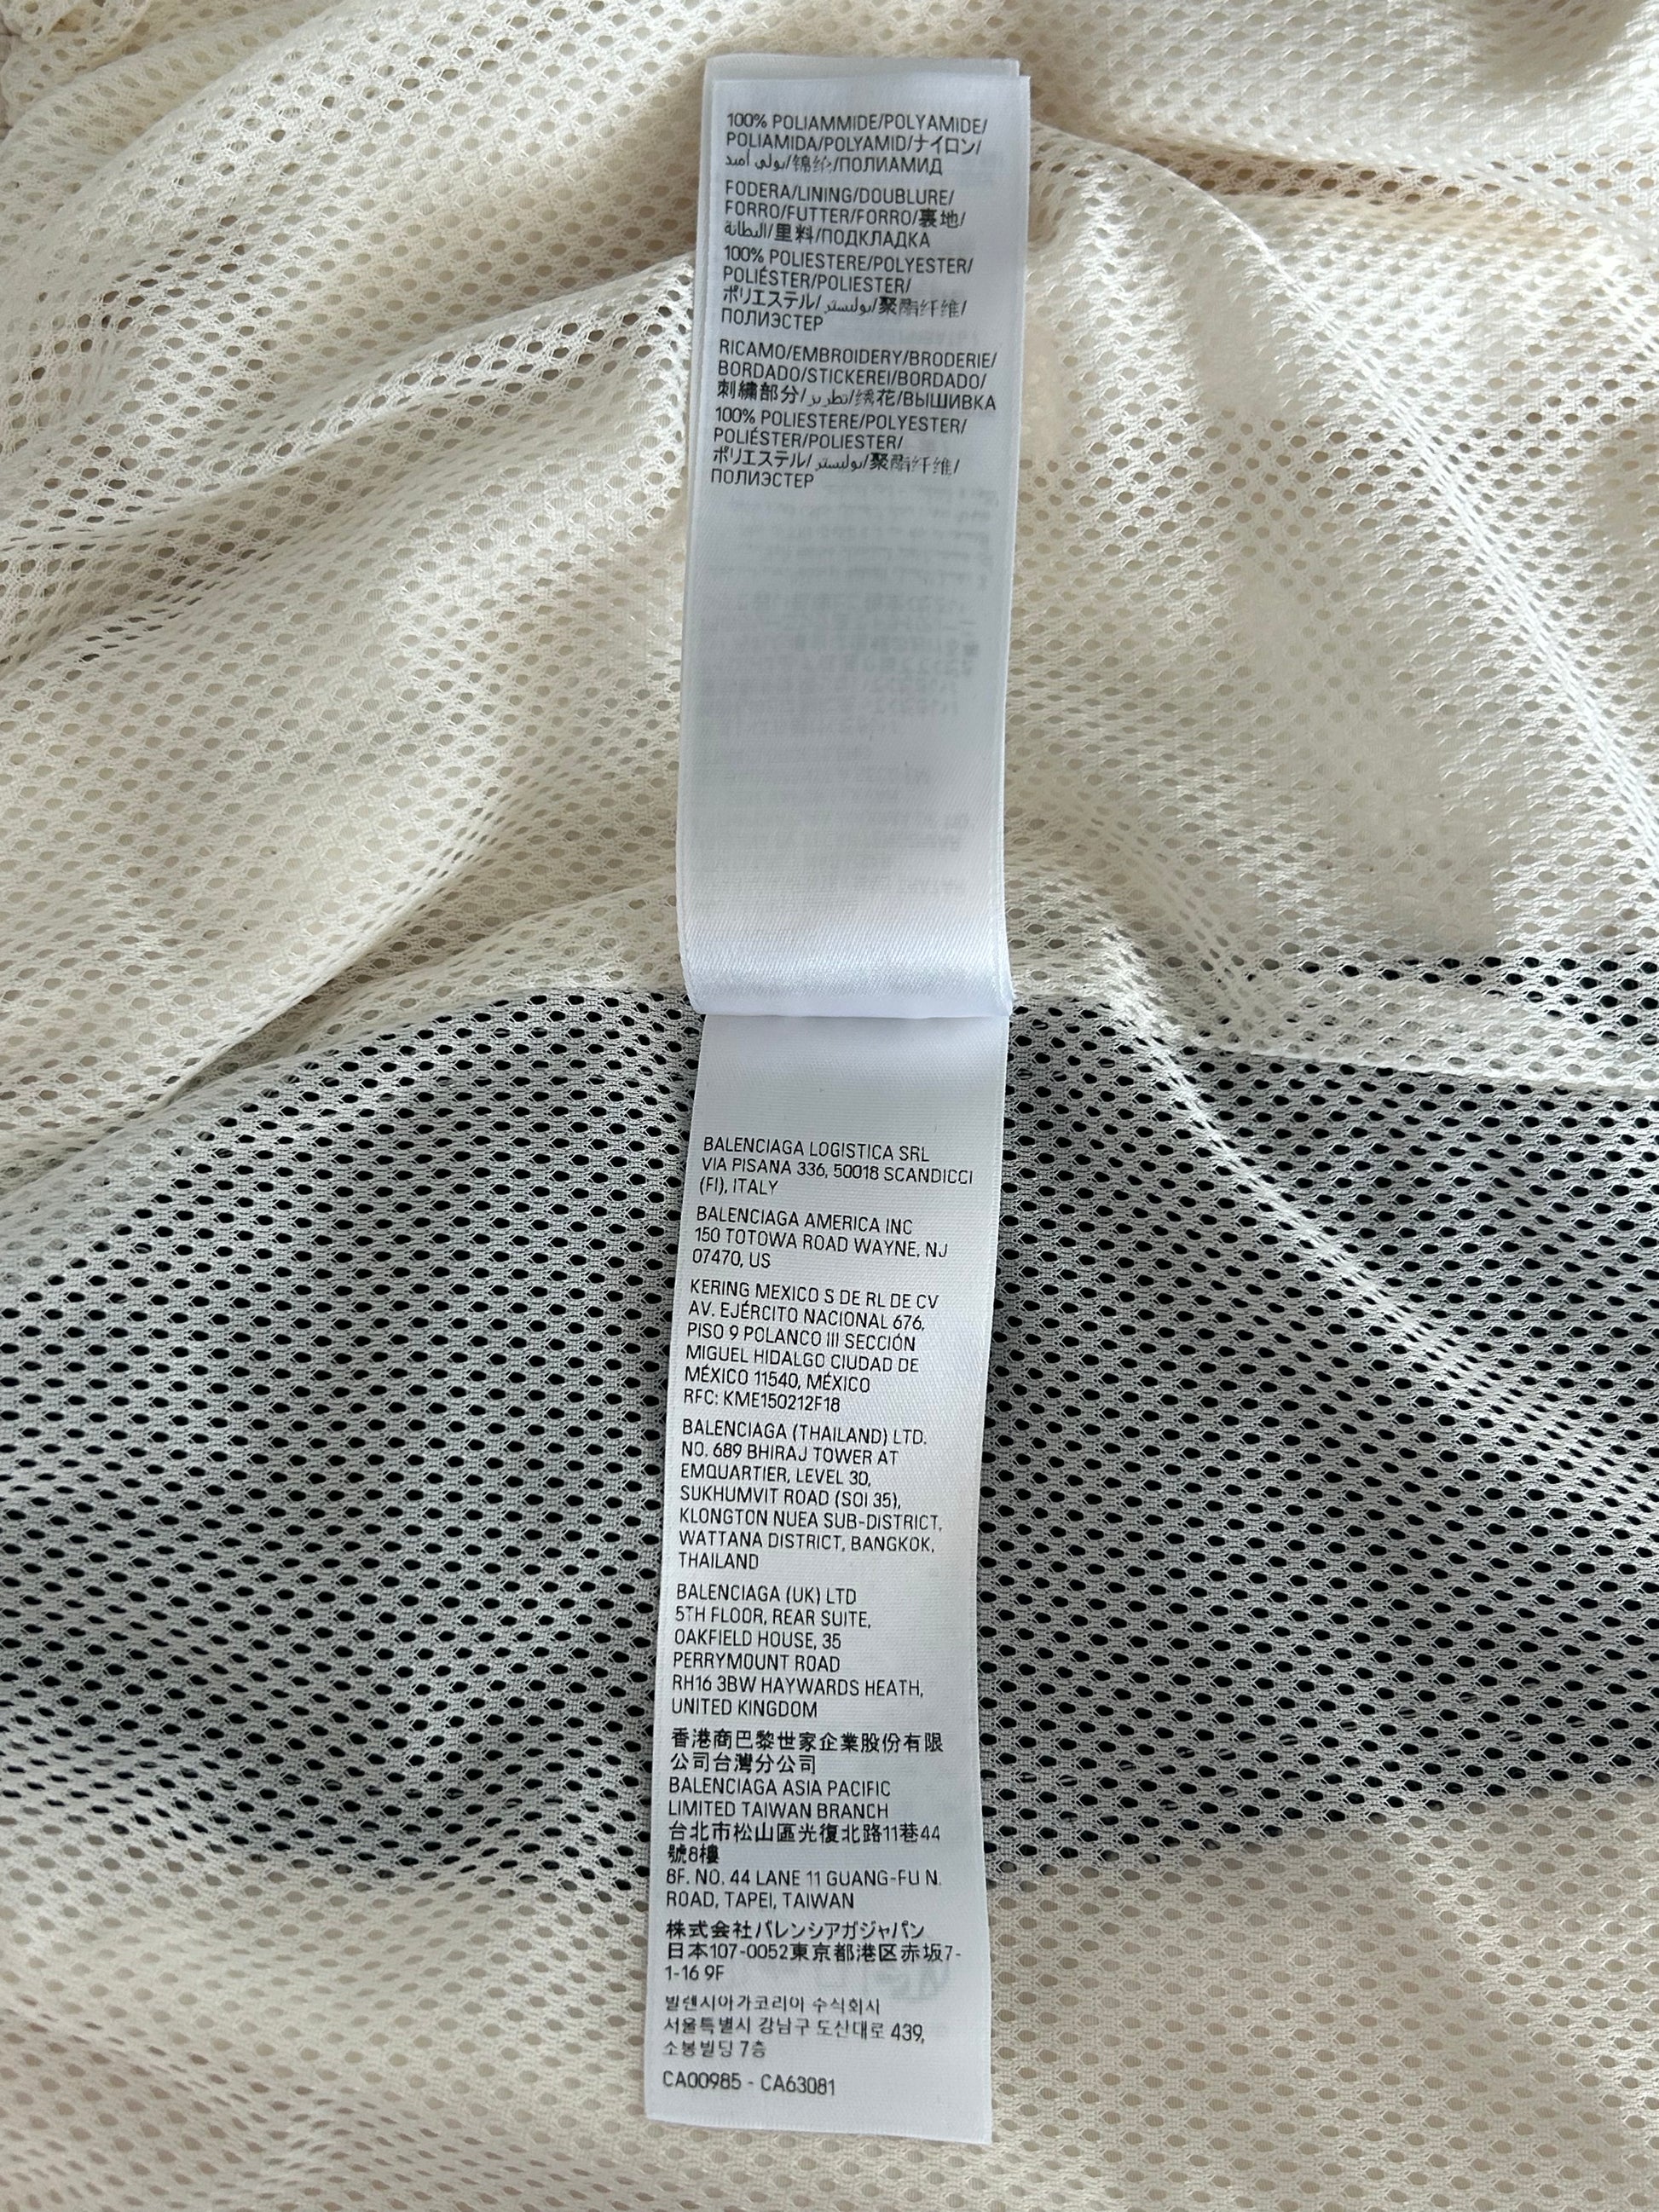 100% POLIAMMIDE/POLYAMIDE/
POLIAMIDA/POLYAMID/ナイロン/
بولي أميد/锦纶/ПОЛИАМИД
FODERA/LINING/DOUBLURE/
FORRO/FUTTER/FORRO/裏地/
البطانة/里料/ПОДКЛАДКА
100% POLIESTERE/POLYESTER/
POLIÉSTER/POLIESTER/
ポリエステル/بوليستر/聚酯纤维/
ПОЛИЭСТЕР
RICAMO/EMBROIDERY/BRODERIE/
BORDADO/STICKEREI/BORDADO/
刺繍部分/تطريز/绣花/ВЫШИВКА
100% POLIESTERE/POLYESTER/
POLIÉSTER/POLIESTER/
ポリエステル/بوليستر/聚酯纤维/
ПОЛИЭСТЕР
BALENCIAGA LOGISTICA SRL
VIA PISANA 336, 50018 SCANDICCI
(FI), ITALY
BALENCIAGA AMERICA INC
150 TOTOWA ROAD WAYNE, NJ
07470, US
KERING MEXICO S DE RL DE CV
AV. EJÉRCITO NACIONAL 676,
PISO 9 POLANCO III SECCIÓN
MIGUEL HIDALGO CIUDAD DE
MÉXICO 11540, MÉXICO
RFC: KME150212F18
BALENCIAGA (THAILAND) LTD.
NO. 689 BHIRAJ TOWER AT
EMQUARTIER, LEVEL 30,
SUKHUMVIT ROAD (SOI 35),
KLONGTON NUEA SUB-DISTRICT,
WATTANA DISTRICT, BANGKOK,
THAILAND
BALENCIAGA (UK) LTD
5TH FLOOR, REAR SUITE,
OAKFIELD HOUSE, 35
PERRYMOUNT ROAD
RH16 3BW HAYWARDS HEATH,
UNITED KINGDOM
香港商巴黎世家企業股份有限
公司台灣分公司
BALENCIAGA ASIA PACIFIC
LIMITED TAIWAN BRANCH
台北市松山區光復北路11巷44
號8樓
8F. NO. 44 LANE 11 GUANG-FU N.
ROAD, TAPEI, TAIWAN
株式会社バレンシアガジャパン
日本107-0052東京都港区赤坂7-
1-16 9F
발렌시아가코리아 수식회시
서울특별시 강남구 도산대로 439,
소봉빌딩 7층
CA00985 - CA63081